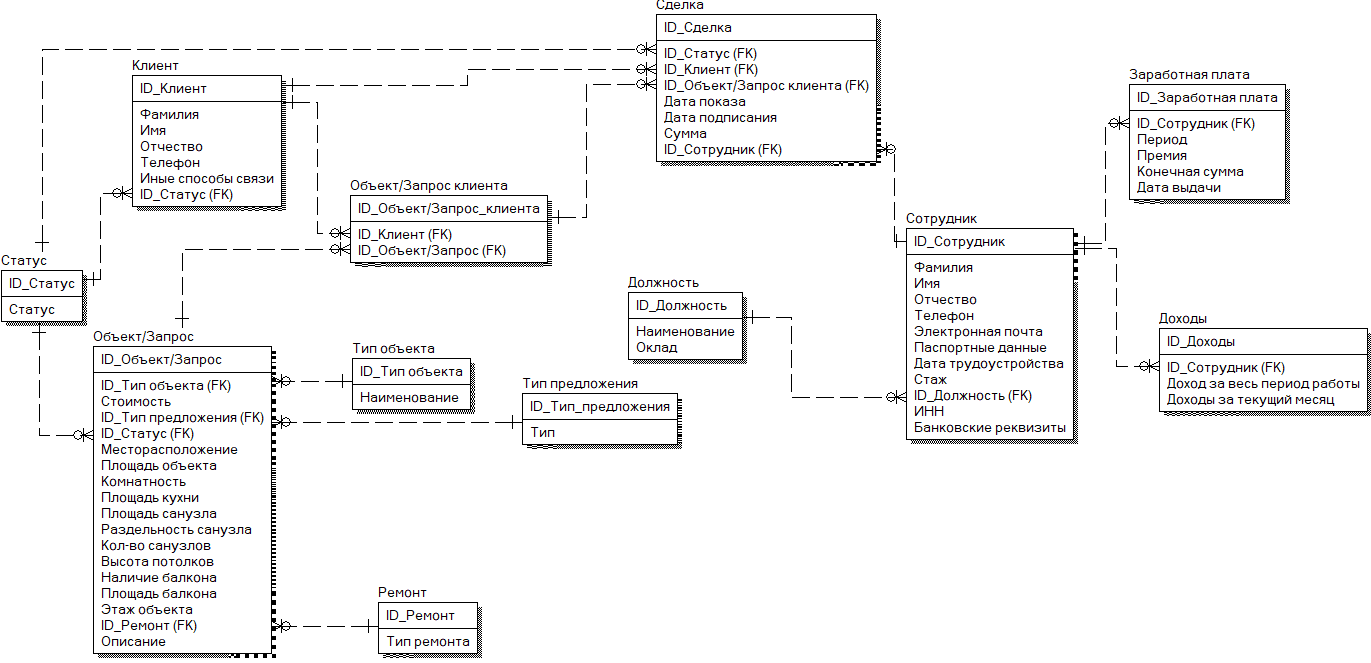 Сделка
ID_Сделка
ID_Статус (FK)
ID_Клиент (FK)
ID_Объект/Запрос клиента (FK)
Дата показа
Дата подписания
Сумма
ID_Сотрудник (FK)
Клиент
ID_Клиент
Фамилия
Имя
Отчество
Телефон
Иные способы связи
ID_Статус (FK)
Заработная плата
ID_Заработная плата
ID_Сотрудник (FK)
Период
Премия
Конечная сумма
Дата выдачи
Объект/Запрос клиента
ID_Объект/Запрос_клиента
ID_Клиент (FK)
ID_Объект/Запрос (FK)
Сотрудник
ID_Сотрудник
Фамилия
Имя
Отчество
Телефон
Электронная почта
Паспортные данные
Дата трудоустройства
Стаж
ID_Должность (FK)
ИНН
Банковские реквизиты
Статус
ID_Статус
Статус
Должность
ID_Должность
Наименование
Оклад
Доходы
ID_Доходы
ID_Сотрудник (FK)
Доход за весь период работы
Доходы за текущий месяц
Объект/Запрос
ID_Объект/Запрос
ID_Тип объекта (FK)
Стоимость
ID_Тип предложения (FK)
ID_Статус (FK)
Месторасположение
Площадь объекта
Комнатность
Площадь кухни
Площадь санузла
Раздельность санузла
Кол-во санузлов
Высота потолков
Наличие балкона
Площадь балкона
Этаж объекта
ID_Ремонт (FK)
Описание
Тип объекта
ID_Тип объекта
Наименование
Тип предложения
ID_Тип_предложения
Тип
Ремонт
ID_Ремонт
Тип ремонта